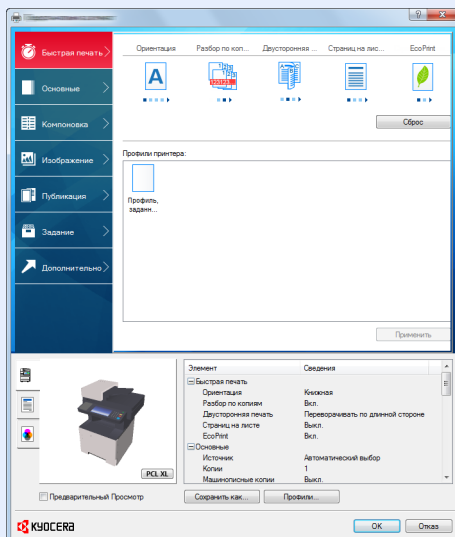 Быстрая печать
Ориентация
Разбор по коп...
Двусторонняя ...
Страниц на лис...
EcoPrint
A
123123
Основные
Сброс
Компоновка
Изображение
Профили принтера:
Публикация
Профиль,
заданн...
Задание
Дополнительно
Применить
Элемент
Сведения
Быстрая печать
Ориентация
Книжная
Разбор по копиям
Вкл.
Двусторонняя печать
Переворачивать по длинной стороне
Страниц на листе
Выкл.
EcoPrint
Вкл.
Основные
Источник
Автоматический выбор
Копии
1
Машинописные копии
Выкл.
PCL XL
Предварительный Просмотр
Сохранить как...
Профили...
KYOCERA
OK
Отказ